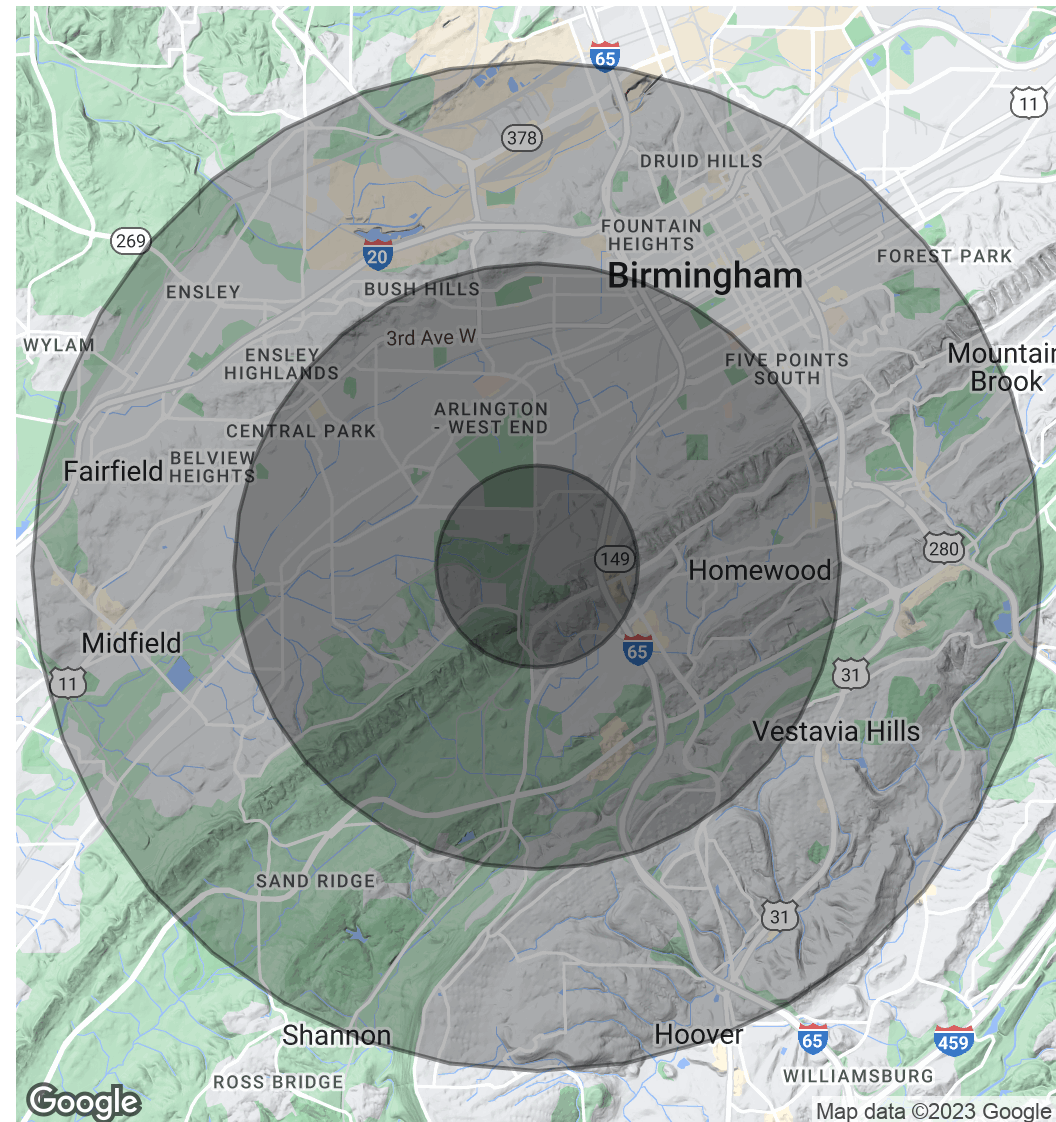 65
11
378
DRUID HILLS
FOUNTAIN
HEIGHTS
269
20
FOREST PARK
Birmingham
ENSLEY
BUSH HILLS
3rd Ave W
WYLAM
ENSLEY
HIGHLANDS
FIVE POINTS
SOUTH
Mountain
Brook
ARLINGTON
- WEST END
CENTRAL PARK
Fairfield
BELVIEW
HEIGHTS
149
280
Homewood
Midfield
65
31
11
Vestavia Hills
SAND RIDGE
31
Shannon
Hoover
65
459
ROSS BRIDGE
WILLIAMSBURG
Google
Map data ©2023 Google